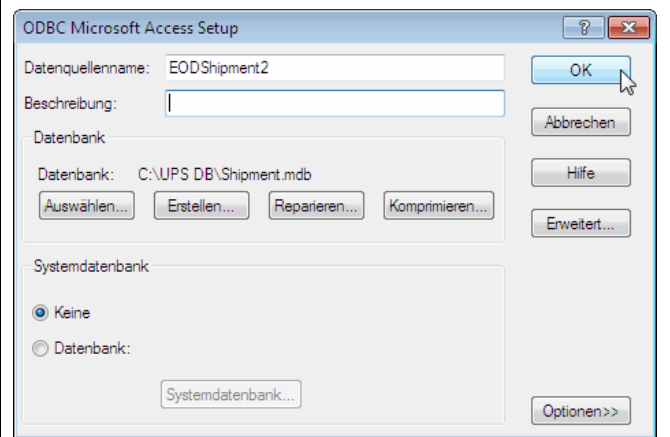 ODBC Microsoft Access Setup
Datenquellenname: EODShipment2
OK
Beschreibung:
Abbrechen
Datenbank
Datenbank: C:\UPS DB\Shipment.mdb
Hilfe
Auswählen... Erstellen... Reparieren... Komprimieren...
Erweitert...
Systemdatenbank
Keine
Datenbank:
Systemdatenbank...
Optionen>>